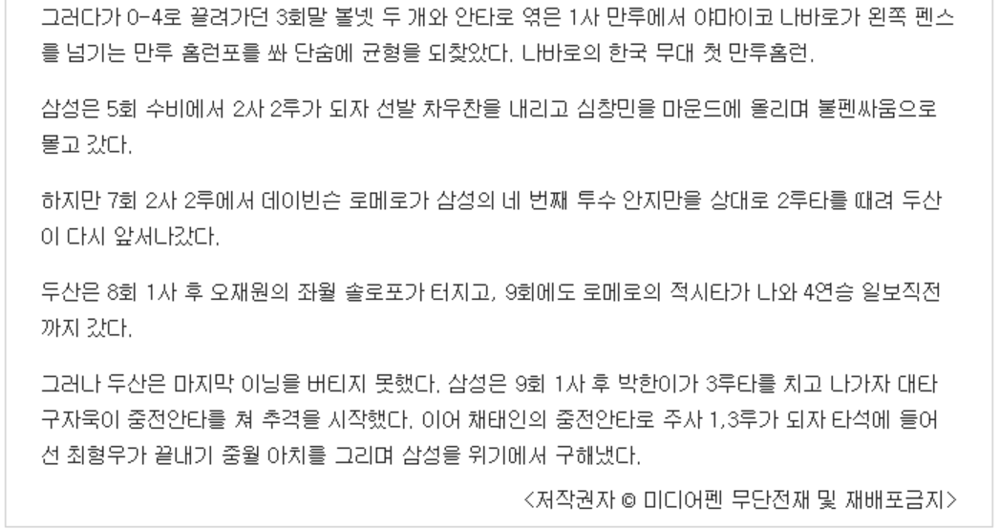 그러다가 0-4로 끌려가던 3회말 볼넷 두 개와 안타로 엮은 1사 만루에서 야마이코 나바로가 왼쪽 펜스
를 넘기는 만루 홈런포를 쏴 단숨에 균형을 되찾았다. 나바로의 한국 무대 첫 만루홈런.
삼성은 5회 수비에서 2사 2루가 되자 선발 차우찬을 내리고 심창민을 마운드에 올리며 불펜싸움으로
몰고 갔다.
하지만 7회 2사 2루에서 데이빈슨 로메로가 삼성의 네 번째 투수 안지만을 상대로 2루타를 때려 두산
이 다시 앞서나갔다.
두산은 8회 1사 후 오재원의 좌월 솔로포가 터지고, 9회에도 로메로의 적시타가 나와 4연승 일보직전
까지 갔다.
그러나 두산은 마지막 이닝을 버티지 못했다. 삼성은 9회 1사 후 박한이가 3루타를 치고 나가자 대타
구자욱이 중전안타를 쳐 추격을 시작했다. 이어 채태인의 중전안타로 주사 1,3루가 되자 타석에 들어
선 최형우가 끝내기 중월 아치를 그리며 삼성을 위기에서 구해냈다.
<저작권자 © 미디어펜 무단전재 및 재배포금지>